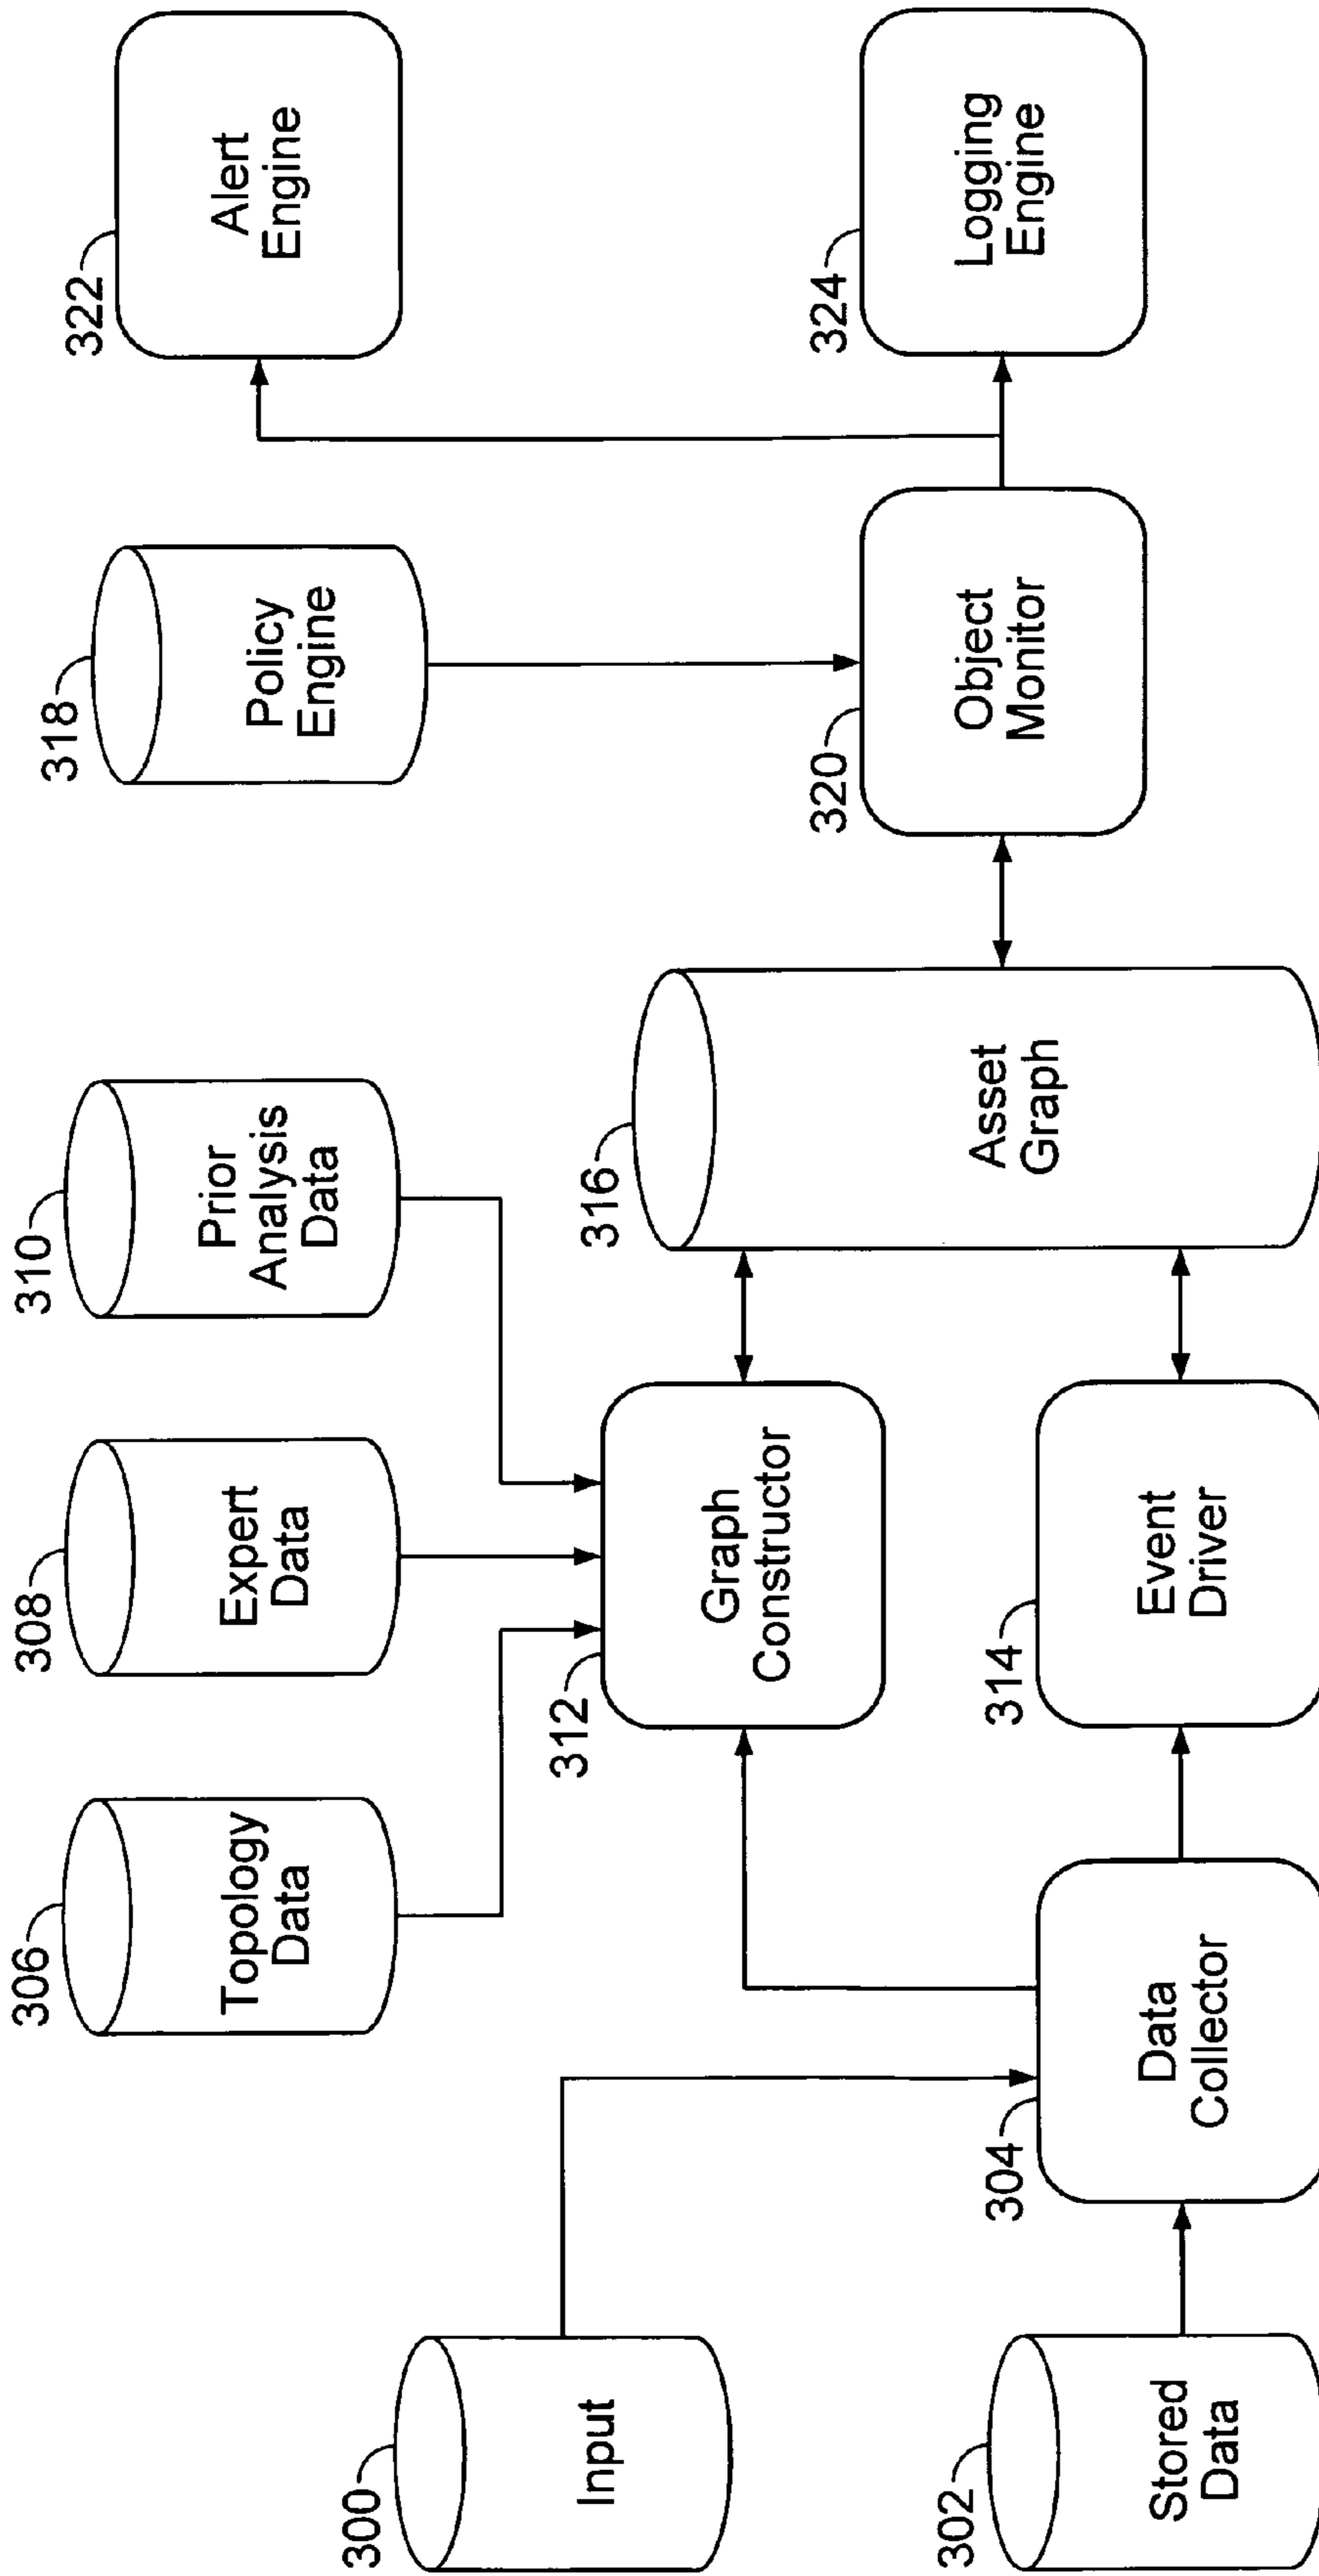 306
Topology
Data
308
Expert
Data
310
Prior
Analysis
Data
318
Policy
Engine
322
Alert
Engine
300
Input
312
Graph
Constructor
316
Asset
Graph
320
Object
Monitor
324
Logging
Engine
302
Stored
Data
304
Data
Collector
314
Event
Driver